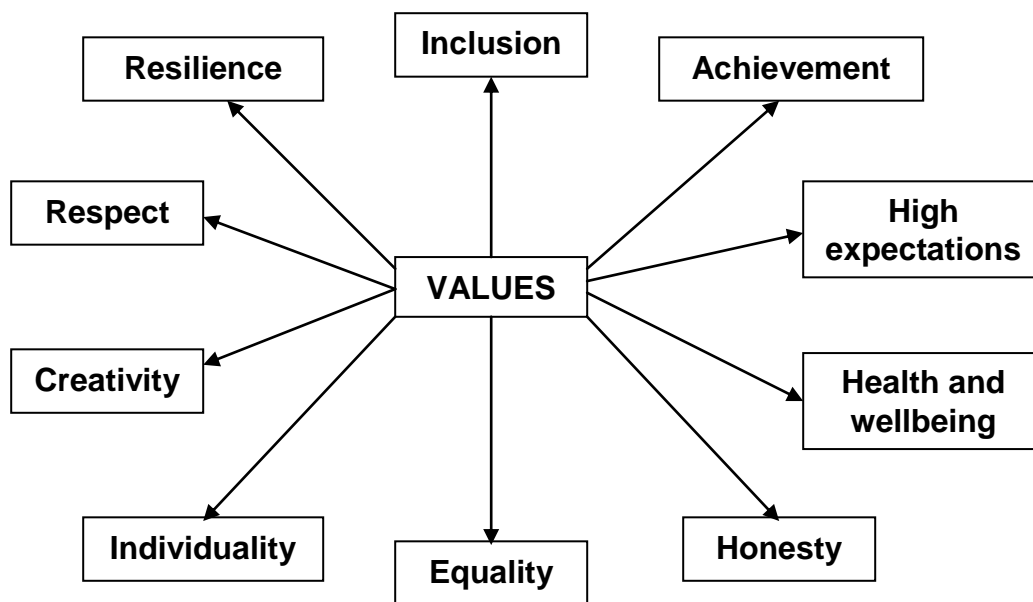 Inclusion
Resilience
Achievement
Respect
High
expectations
VALUES
Creativity
Health and
wellbeing
Individuality
Equality
Honesty